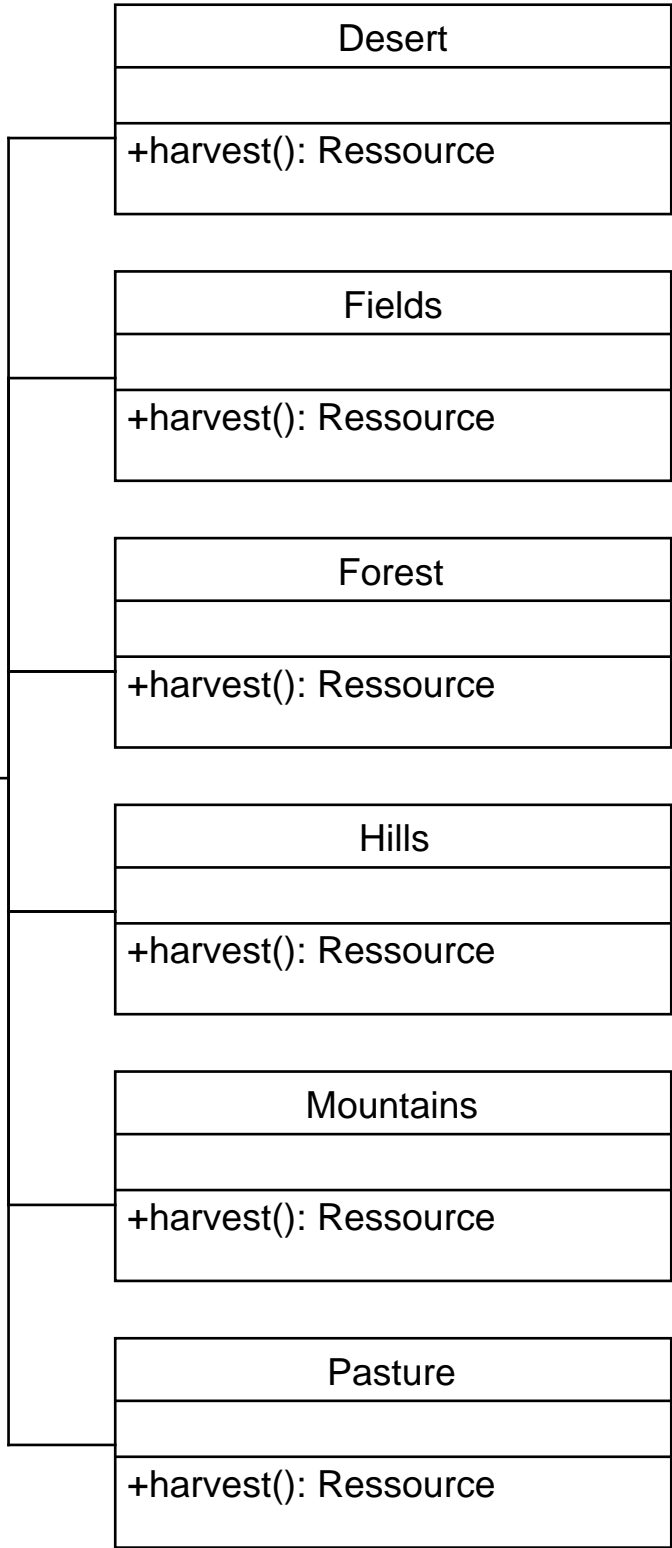 Desert
+harvest(): Ressource
Fields
+harvest(): Ressource
Forest
+harvest(): Ressource
Hills
+harvest(): Ressource
Mountains
+harvest(): Ressource
Pasture
+harvest(): Ressource